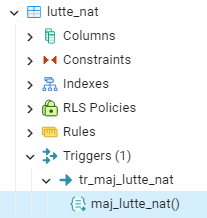 lutte_nat
Columns
Constraints
Indexes
RLS Policies
Rules
Triggers (1)
tr_maj_lutte_nat
maj_lutte_nat()